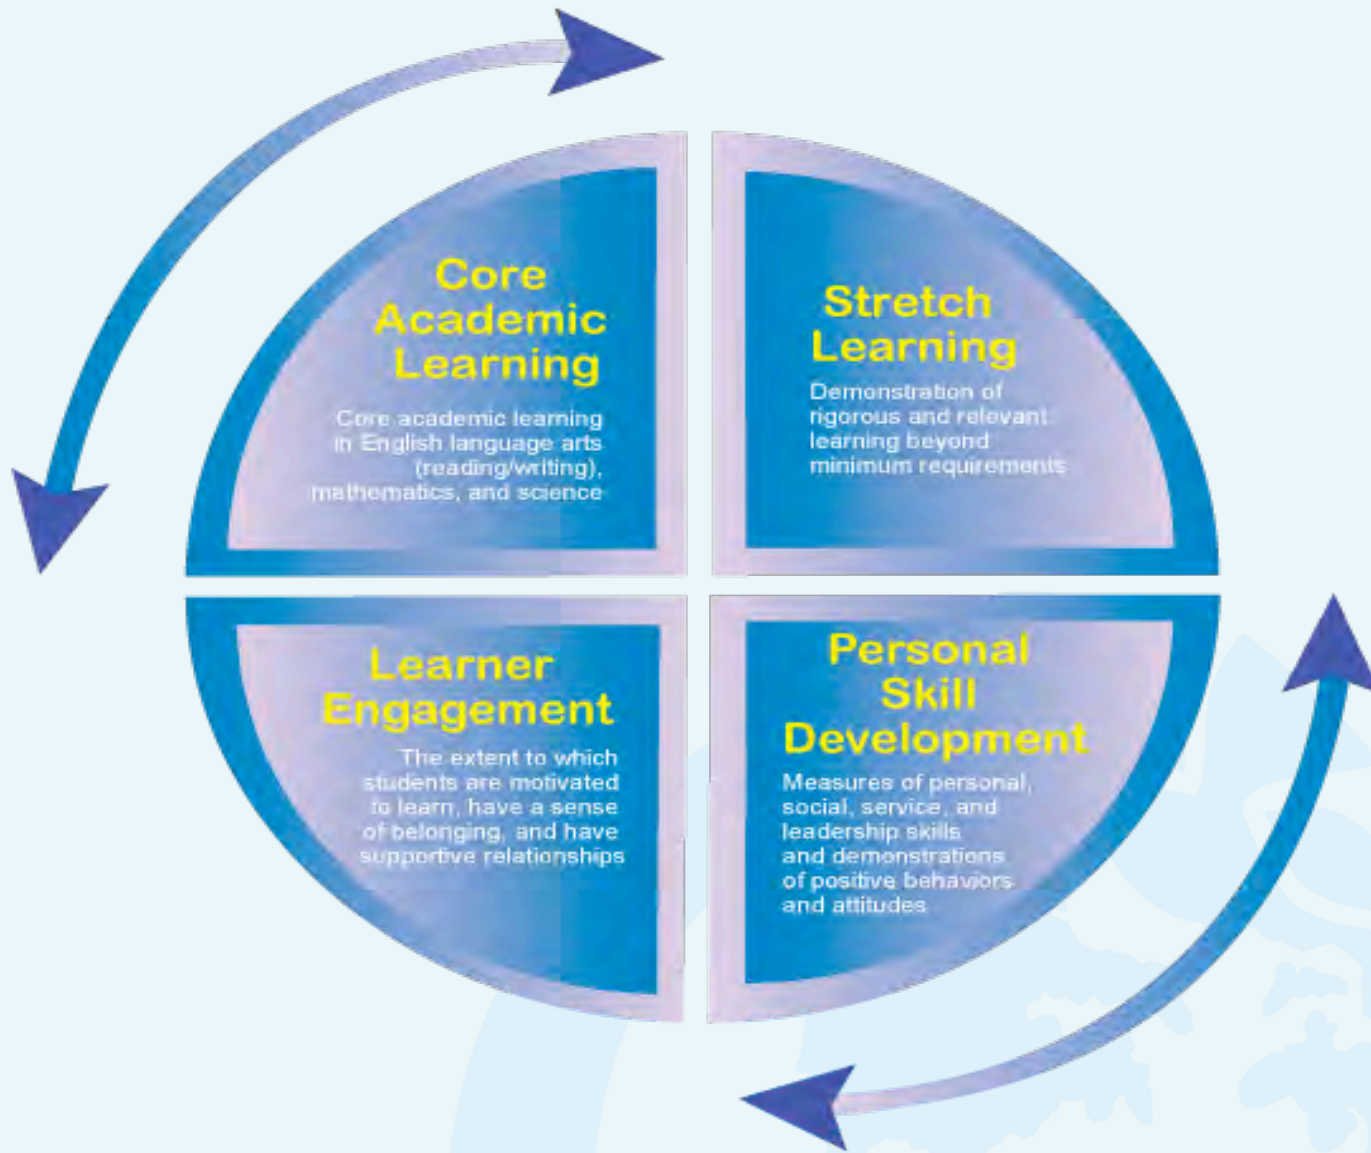 Core
Academic
Learning
Core academic learning
in English language arts
(reading/writing),
mathematics, and science
Stretch
Learning
Demonstration of
rigorous and relevant
learning beyond
minimum requirements
Learner
Engagement
The extent to which
students are motivated
to learn, have a sense
of belonging, and have
supportive relationships
Personal
Skill
Development
Measures of personal,
social, service, and
leadership skills
and demonstrations
of positive behaviors
and attitudes